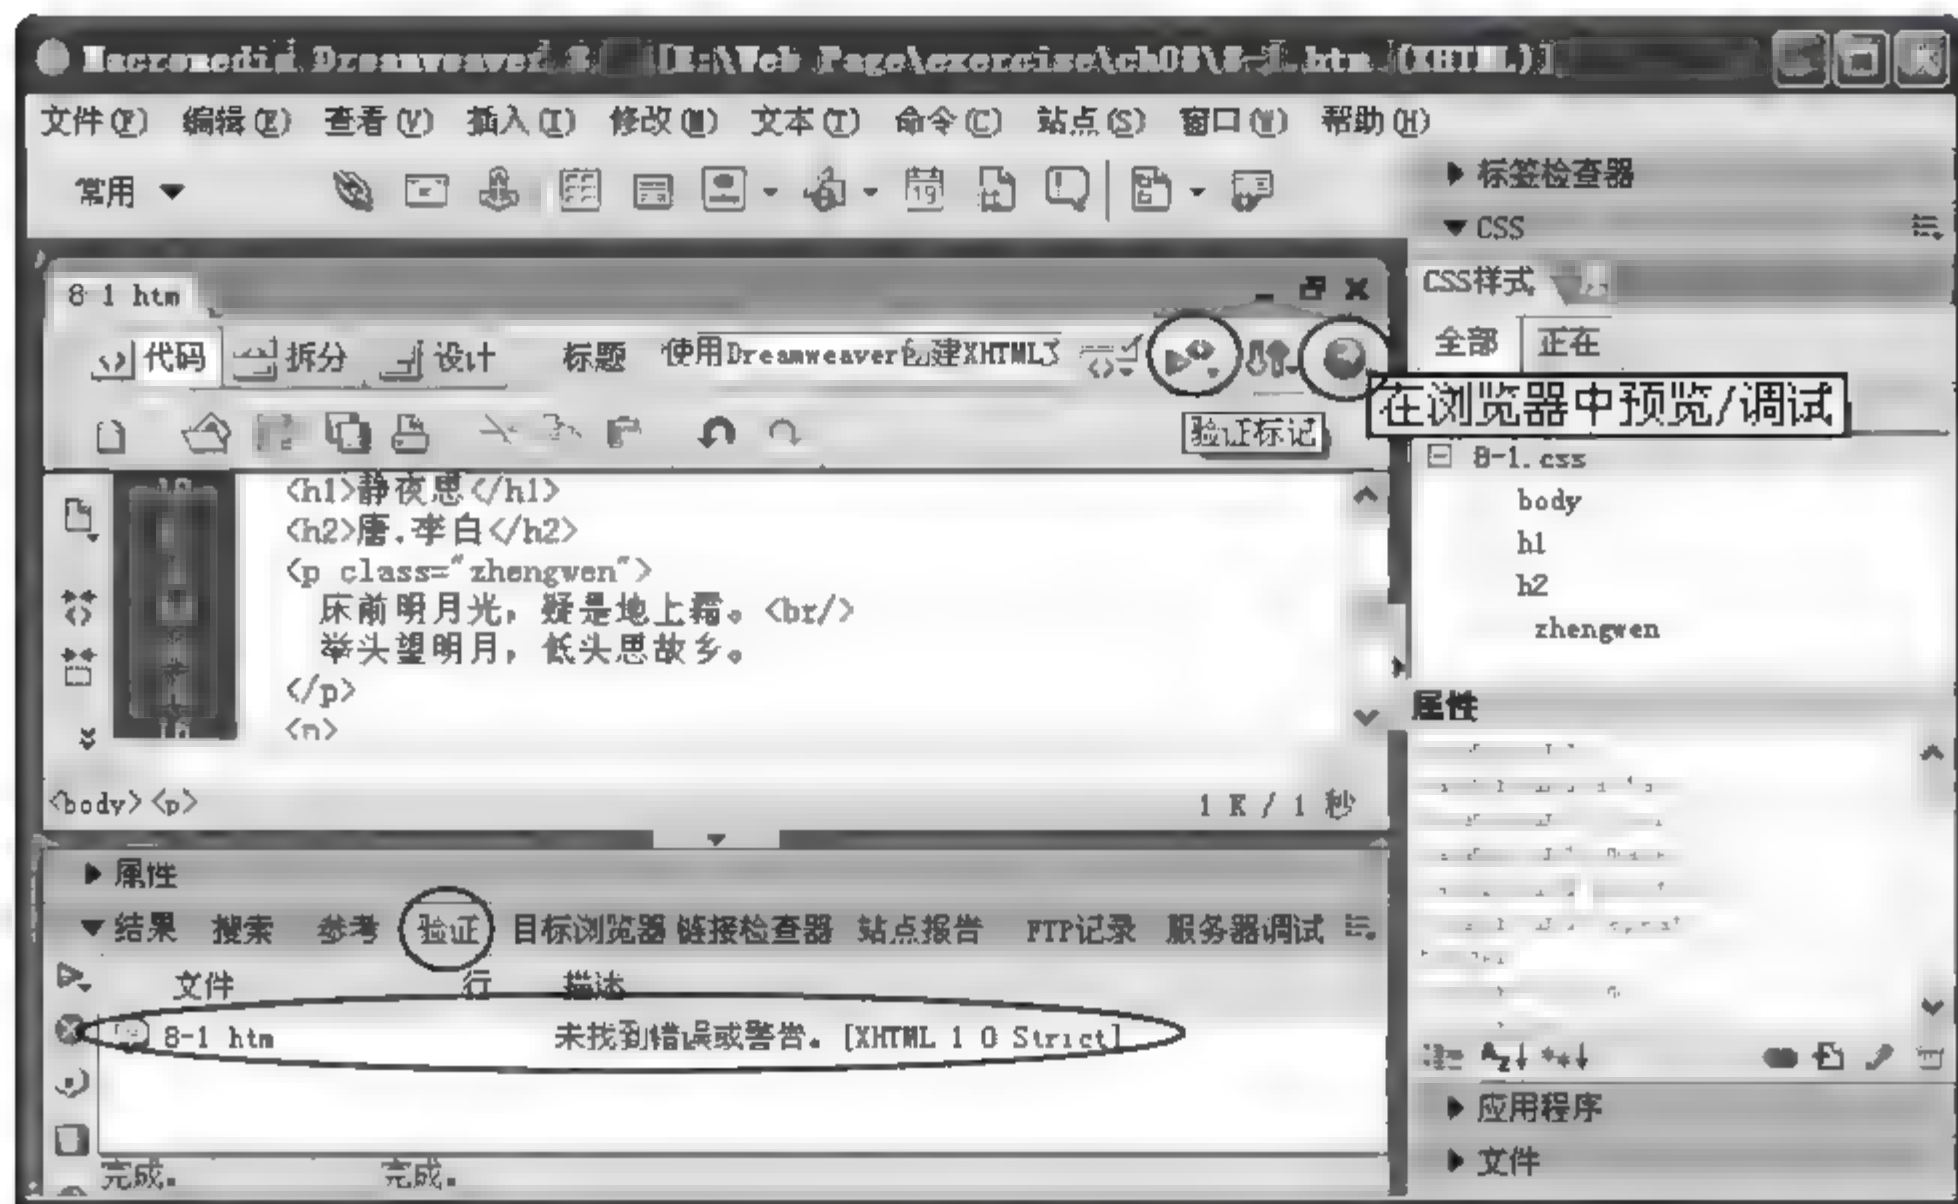 Macromedia Dreamweaver 8 [E:\Web Page\exercise\ch08\8-1.htm (XHTML)]
文件(F) 编辑(E) 查看(V) 插入(I) 修改(M) 文本(T) 命令(C) 站点(S) 窗口(W) 帮助(H)
常用
标签检查器
CSS
8-1 htm
CSS样式
代码 拆分 设计 标题 使用Dreamweaver创建XHTML文
全部 正在
在浏览器中预览/调试
验证标记
<h1>静夜思</h1>
<h2>唐.李白</h2>
<p class="zhengwen">
床前明月光，疑是地上霜。<br/>
举头望明月，低头思故乡。
</p>
<n>
8-1.css
body
h1
h2
zhengwen
属性
<body> <p>
1 K / 1 秒
属性
结果 搜索 参考 验证 目标浏览器 链接检查器 站点报告 FTP记录 服务器调试
文件 行 描述
8-1 htm 未找到错误或警告。[XHTML 1 0 Strict]
完成。 完成。
应用程序
文件